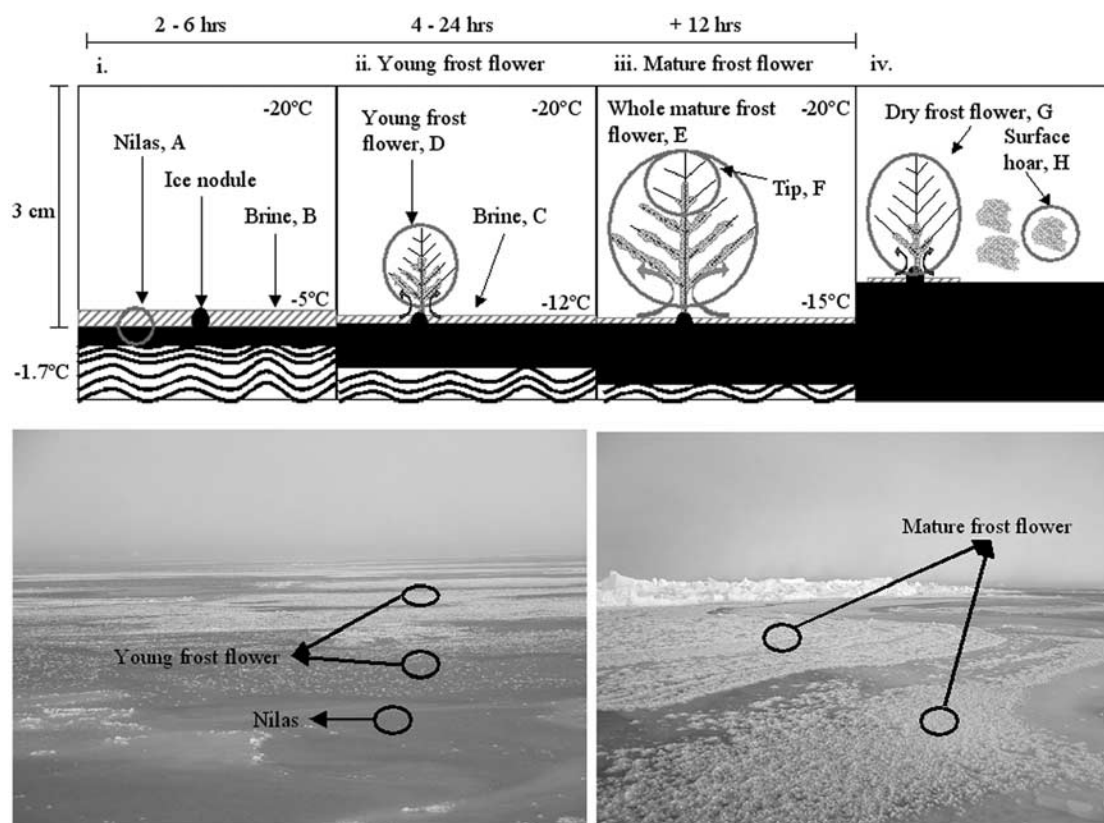 2 - 6 hrs 4 - 24 hrs + 12 hrs
i. ii. Young frost flower iii. Mature frost flower iv.
-20°C -20°C -20°C
Nilas, A
Ice nodule
Brine, B
-5°C
Young frost
flower, D
Brine, C
-12°C
Whole mature frost
flower, E
Tip, F
-15°C
Dry frost flower, G
Surface
hoar, H
3 cm
-1.7°C
Young frost flower
Nilas
Mature frost flower